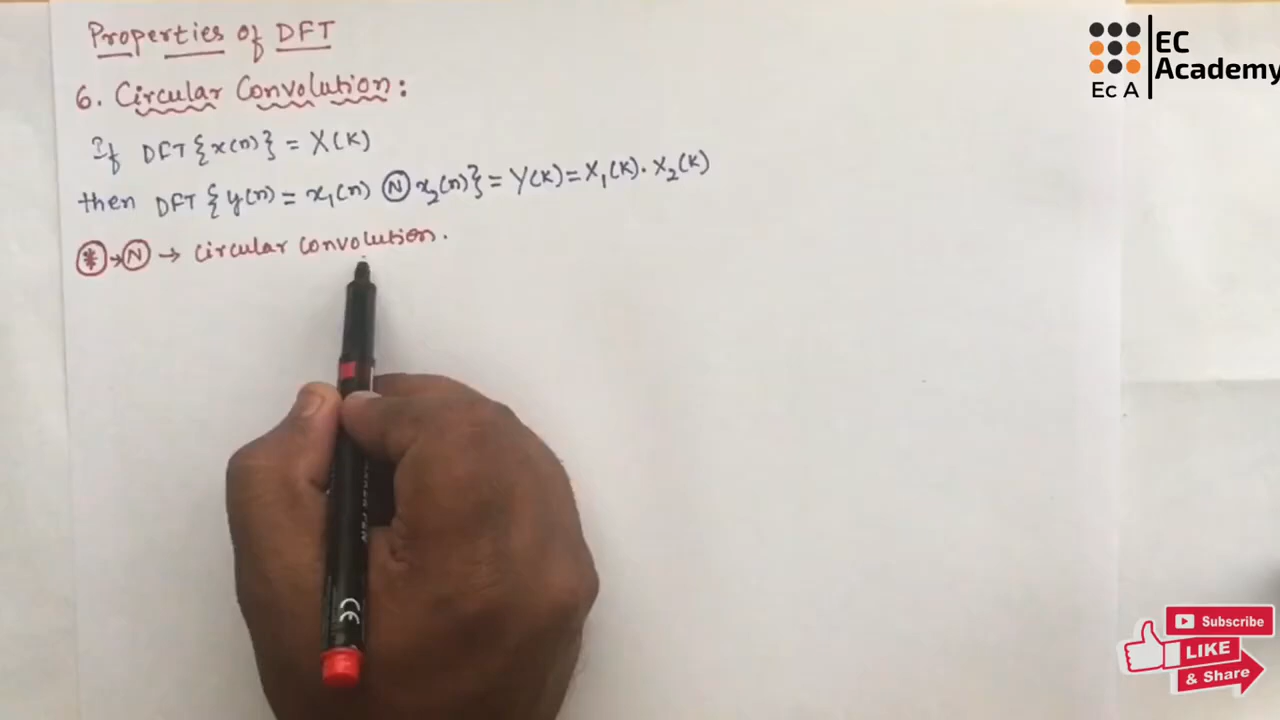 Properties of DFT
6. Circular Convolution:
If DFT{x(n)} = X(K)
then DFT{y(n) = x₁(n) Ⓝ x₂(n)} = Y(K) = X₁(K). X₂(K)
⊛→Ⓝ → circular convolution.
EC
Academy
Ec A
CE
Subscribe
LIKE
& Share